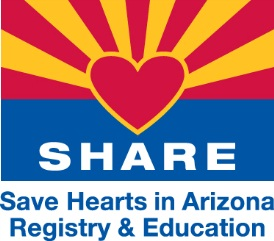 SHARE
Save Hearts in Arizona
Registry & Education